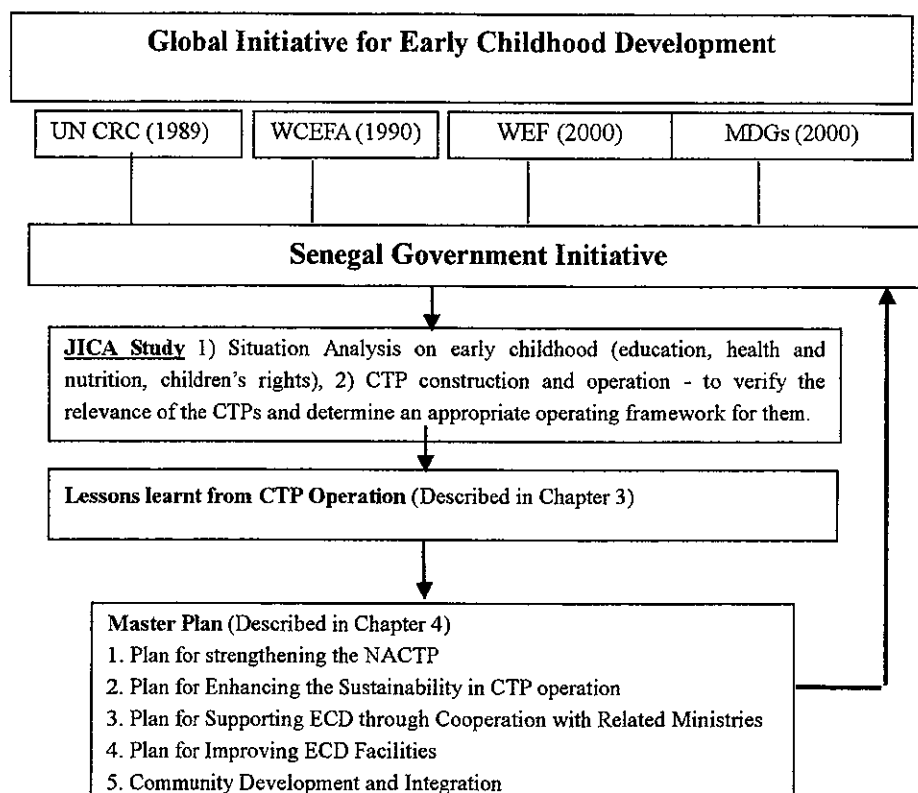 Global Initiative for Early Childhood Development
UN CRC (1989)
WCEFA (1990)
WEF (2000)
MDGs (2000)
Senegal Government Initiative
JICA Study 1) Situation Analysis on early childhood (education, health and
nutrition, children's rights), 2) CTP construction and operation - to verify the
relevance of the CTPs and determine an appropriate operating framework for them.
Lessons learnt from CTP Operation (Described in Chapter 3)
Master Plan (Described in Chapter 4)
1. Plan for strengthening the NACTP
2. Plan for Enhancing the Sustainability in CTP operation
3. Plan for Supporting ECD through Cooperation with Related Ministries
4. Plan for Improving ECD Facilities
5. Community Development and Integration